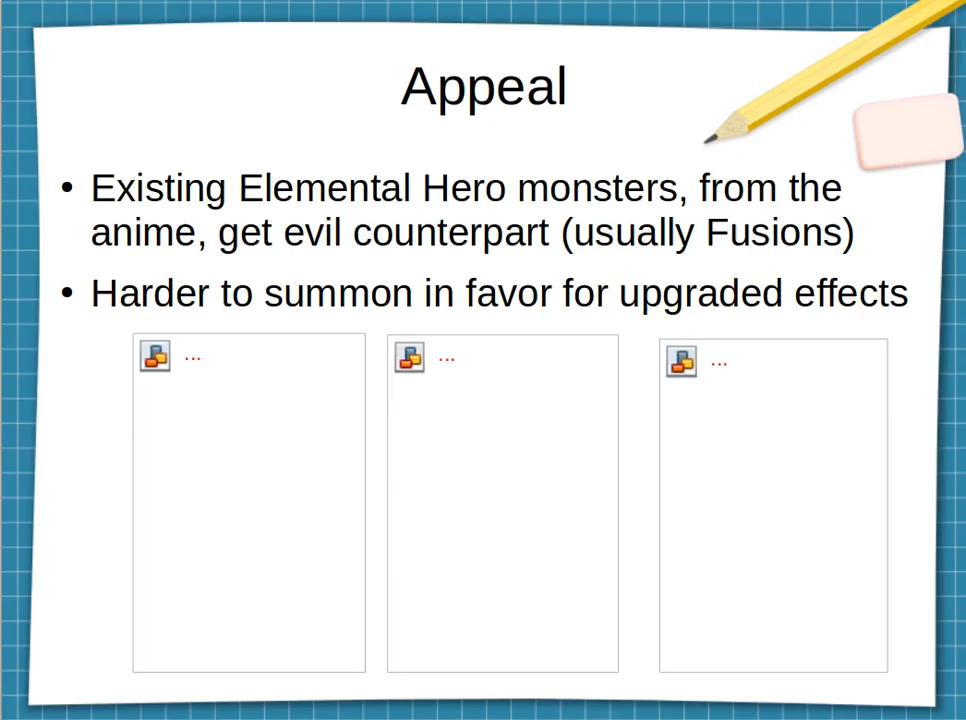 Appeal
• Existing Elemental Hero monsters, from the
anime, get evil counterpart (usually Fusions)
• Harder to summon in favor for upgraded effects
... ... ...